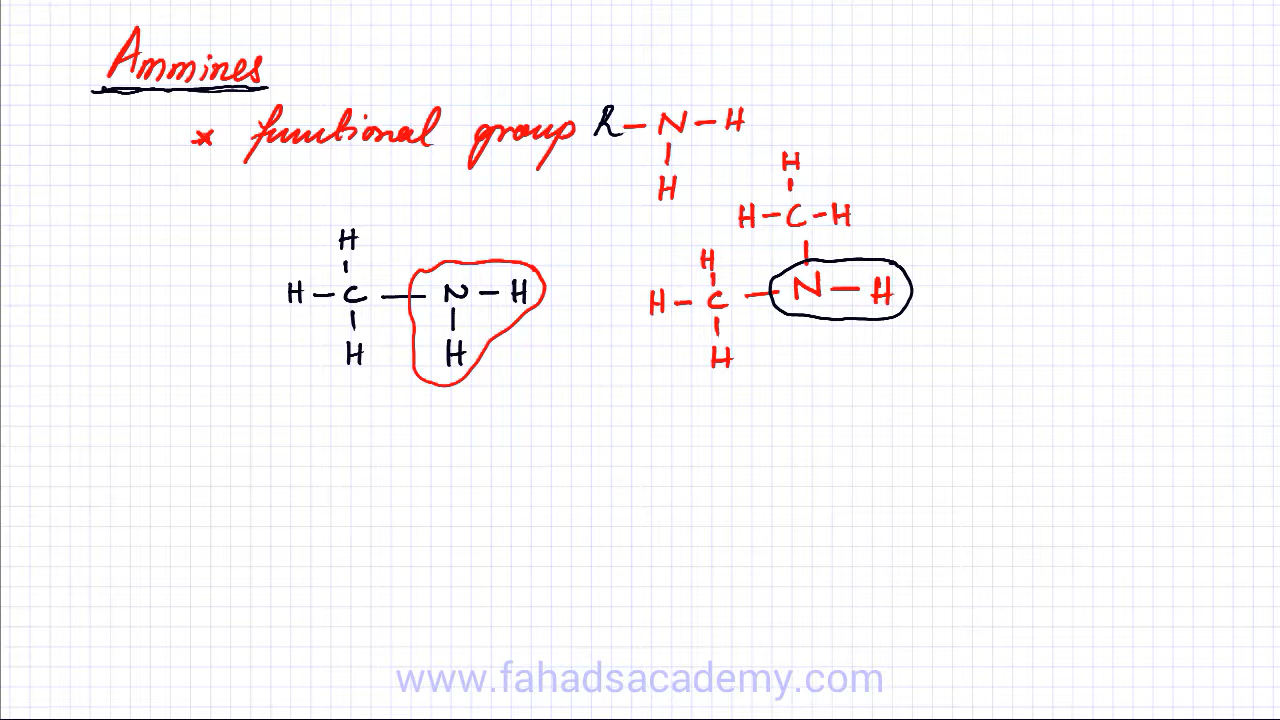 Ammines
* functional group R-N-H
H
H
H-C-H
H
H
H-C-N-H
H-C-N-H
H H
H
www.fahadsacademy.com